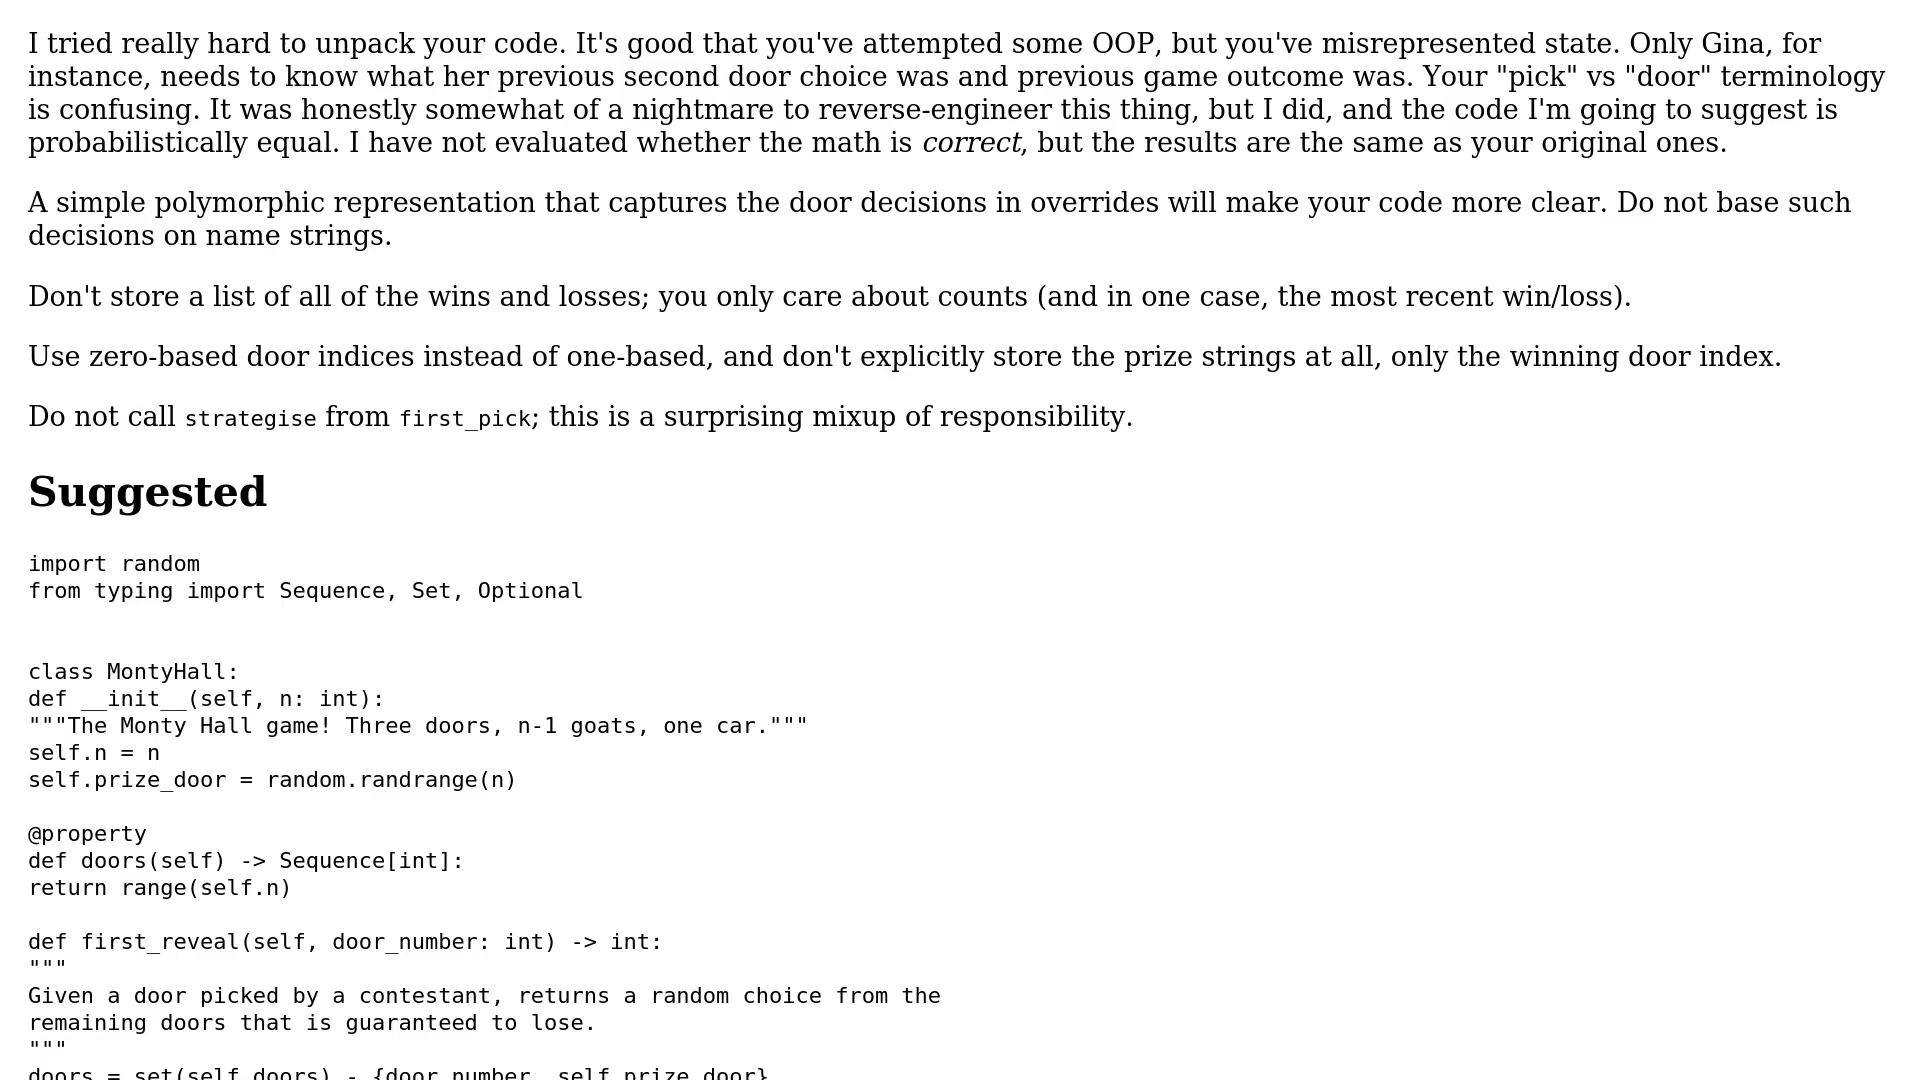 I tried really hard to unpack your code. It's good that you've attempted some OOP, but you've misrepresented state. Only Gina, for
instance, needs to know what her previous second door choice was and previous game outcome was. Your "pick" vs "door" terminology
is confusing. It was honestly somewhat of a nightmare to reverse-engineer this thing, but I did, and the code I'm going to suggest is
probabilistically equal. I have not evaluated whether the math is correct, but the results are the same as your original ones.
A simple polymorphic representation that captures the door decisions in overrides will make your code more clear. Do not base such
decisions on name strings.
Don't store a list of all of the wins and losses; you only care about counts (and in one case, the most recent win/loss).
Use zero-based door indices instead of one-based, and don't explicitly store the prize strings at all, only the winning door index.
Do not call strategise from first_pick; this is a surprising mixup of responsibility.
Suggested
import random
from typing import Sequence, Set, Optional
class MontyHall:
def __init__(self, n: int):
"""The Monty Hall game! Three doors, n-1 goats, one car."""
self.n = n
self.prize_door = random.randrange(n)
@property
def doors(self) -> Sequence[int]:
return range(self.n)
def first_reveal(self, door_number: int) -> int:
"""
Given a door picked by a contestant, returns a random choice from the
remaining doors that is guaranteed to lose.
"""
doors = set(self.doors) - {door_number, self.prize_door}